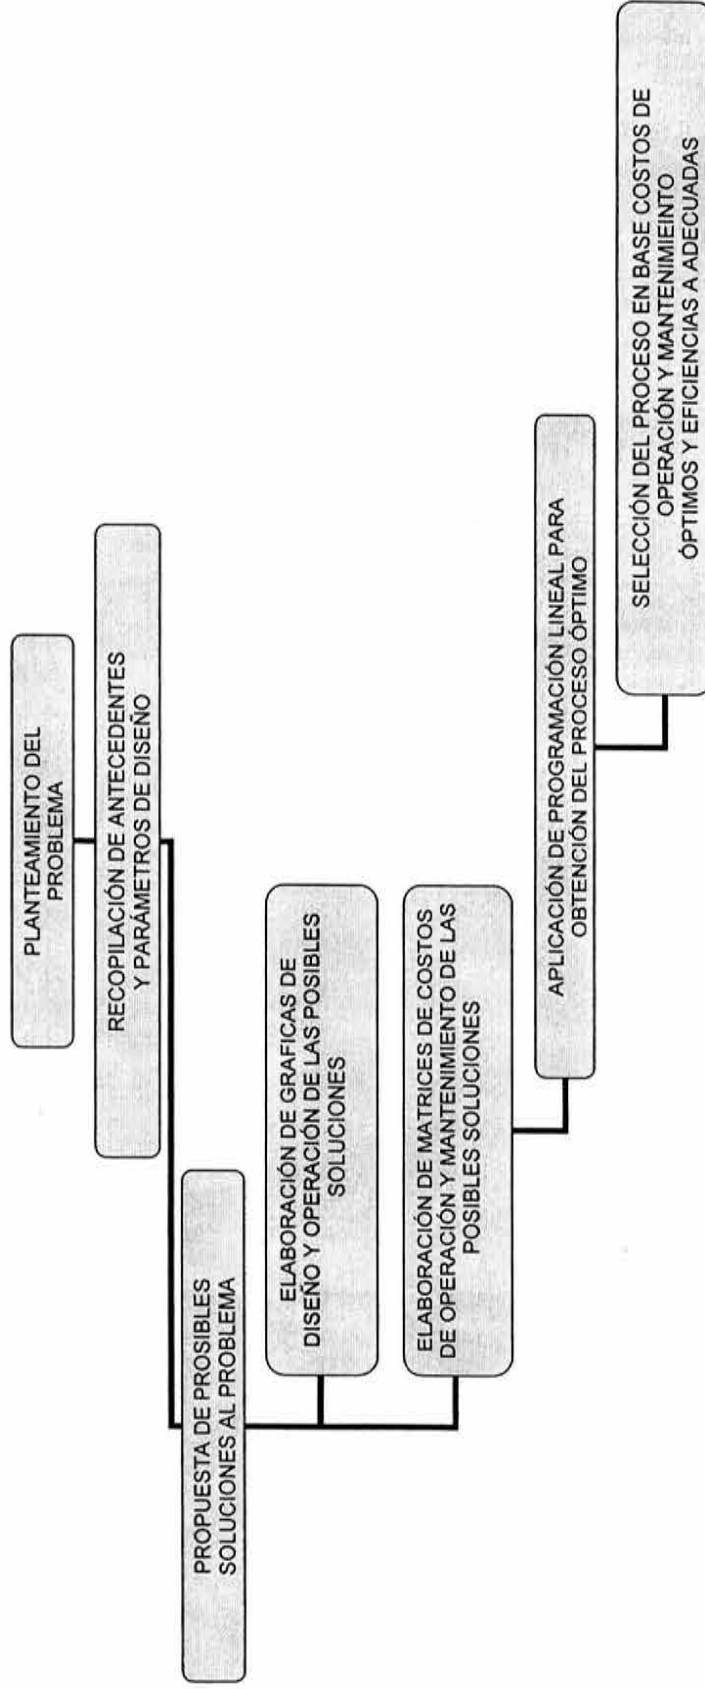 PLANTEAMIENTO DEL
PROBLEMA
RECOPILACIÓN DE ANTECEDENTES
Y PARÁMETROS DE DISEÑO
PROPUESTA DE PROSIBLES
SOLUCIONES AL PROBLEMA
ELABORACIÓN DE GRAFICAS DE
DISEÑO Y OPERACIÓN DE LAS POSIBLES
SOLUCIONES
ELABORACIÓN DE MATRICES DE COSTOS
DE OPERACIÓN Y MANTENIMIENTO DE LAS
POSIBLES SOLUCIONES
APLICACIÓN DE PROGRAMACIÓN LINEAL PARA
OBTENCIÓN DEL PROCESO ÓPTIMO
SELECCIÓN DEL PROCESO EN BASE COSTOS DE
OPERACIÓN Y MANTENIMIEINTO
ÓPTIMOS Y EFICIENCIAS A ADECUADAS